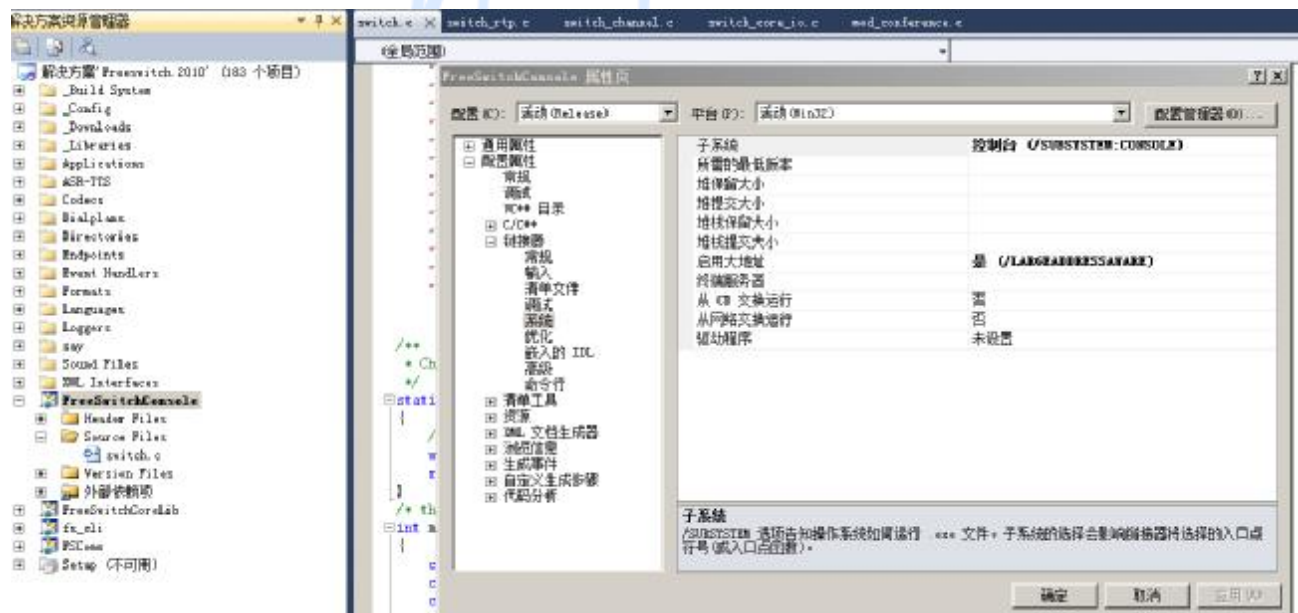 解决方案资源管理器
switch.c switch_rtp.c switch_channel.c switch_core_io.c mod_conference.c
(全局范围)
解决方案'Freeswitch.2010' (183 个项目)
_Build System
_Config
_Downloads
_Libraries
Applications
ASR-TTS
Codecs
Dialplans
Directories
Endpoints
Event Handlers
Formats
Languages
Loggers
say
Sound Files
XML Interfaces
FreeSwitchConsole
Header Files
Source Files
switch.c
Version Files
外部依赖项
FreeSwitchCoreLib
fs_cli
FSComm
Setup (不可用)
/**
* Ch
*/
stati
{
/
w
r
}
/* th
int m
{
c
c
c
FreeSwitchConsole 属性页
配置(C): 活动(Release) 平台(P): 活动(Win32) 配置管理器(O)...
通用属性
配置属性
常规
调试
VC++ 目录
C/C++
链接器
常规
输入
清单文件
调试
系统
优化
嵌入的 IDL
高级
命令行
清单工具
资源
XML 文档生成器
浏览信息
生成事件
自定义生成步骤
代码分析
子系统 控制台 (/SUBSYSTEM:CONSOLE)
所需的最低版本
堆保留大小
堆提交大小
堆栈保留大小
堆栈提交大小
启用大地址 是 (/LARGEADDRESSAWARE)
终端服务器
从 CD 交换运行 否
从网络交换运行 否
驱动程序 未设置
子系统
/SUBSYSTEM 选项告知操作系统如何运行 .exe 文件。子系统的选择会影响链接器将选择的入口点
符号(或入口点函数)。
确定 取消 应用(A)